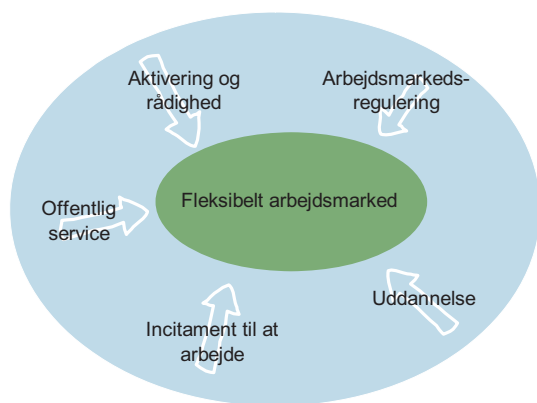 Aktivering og
rådighed
Arbejdsmarkeds-
regulering
Fleksibelt arbejdsmarked
Offentlig
service
Uddannelse
Incitament til at
arbejde